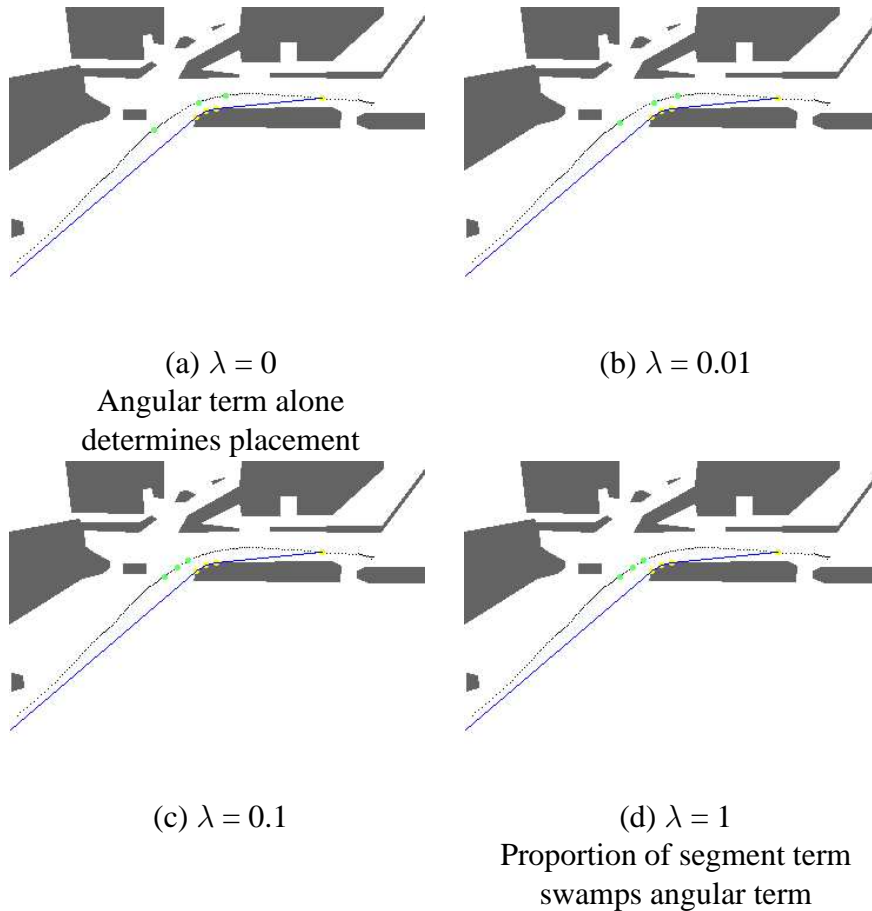 (a) λ = 0
Angular term alone
determines placement
(b) λ = 0.01
(c) λ = 0.1
(d) λ = 1
Proportion of segment term
swamps angular term